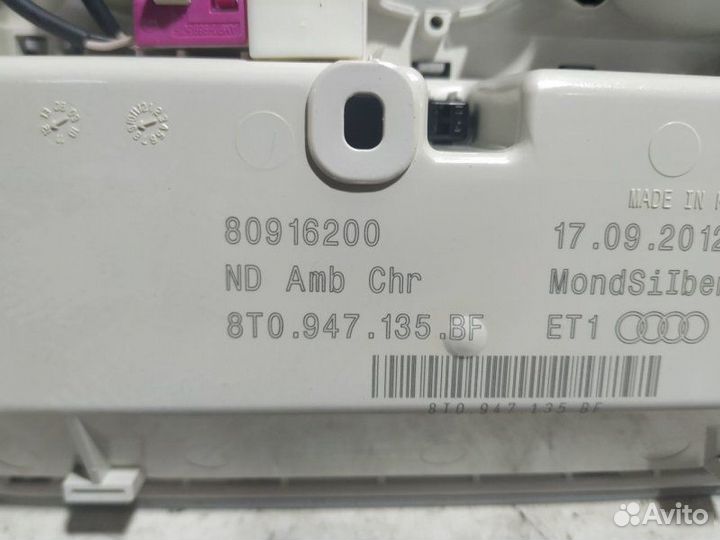 MADE IN
80916200
17.09.2012
ND Amb Chr
MondSilber
8T0.947.135.BF
ET1
8T0 947 135 BF
Avito